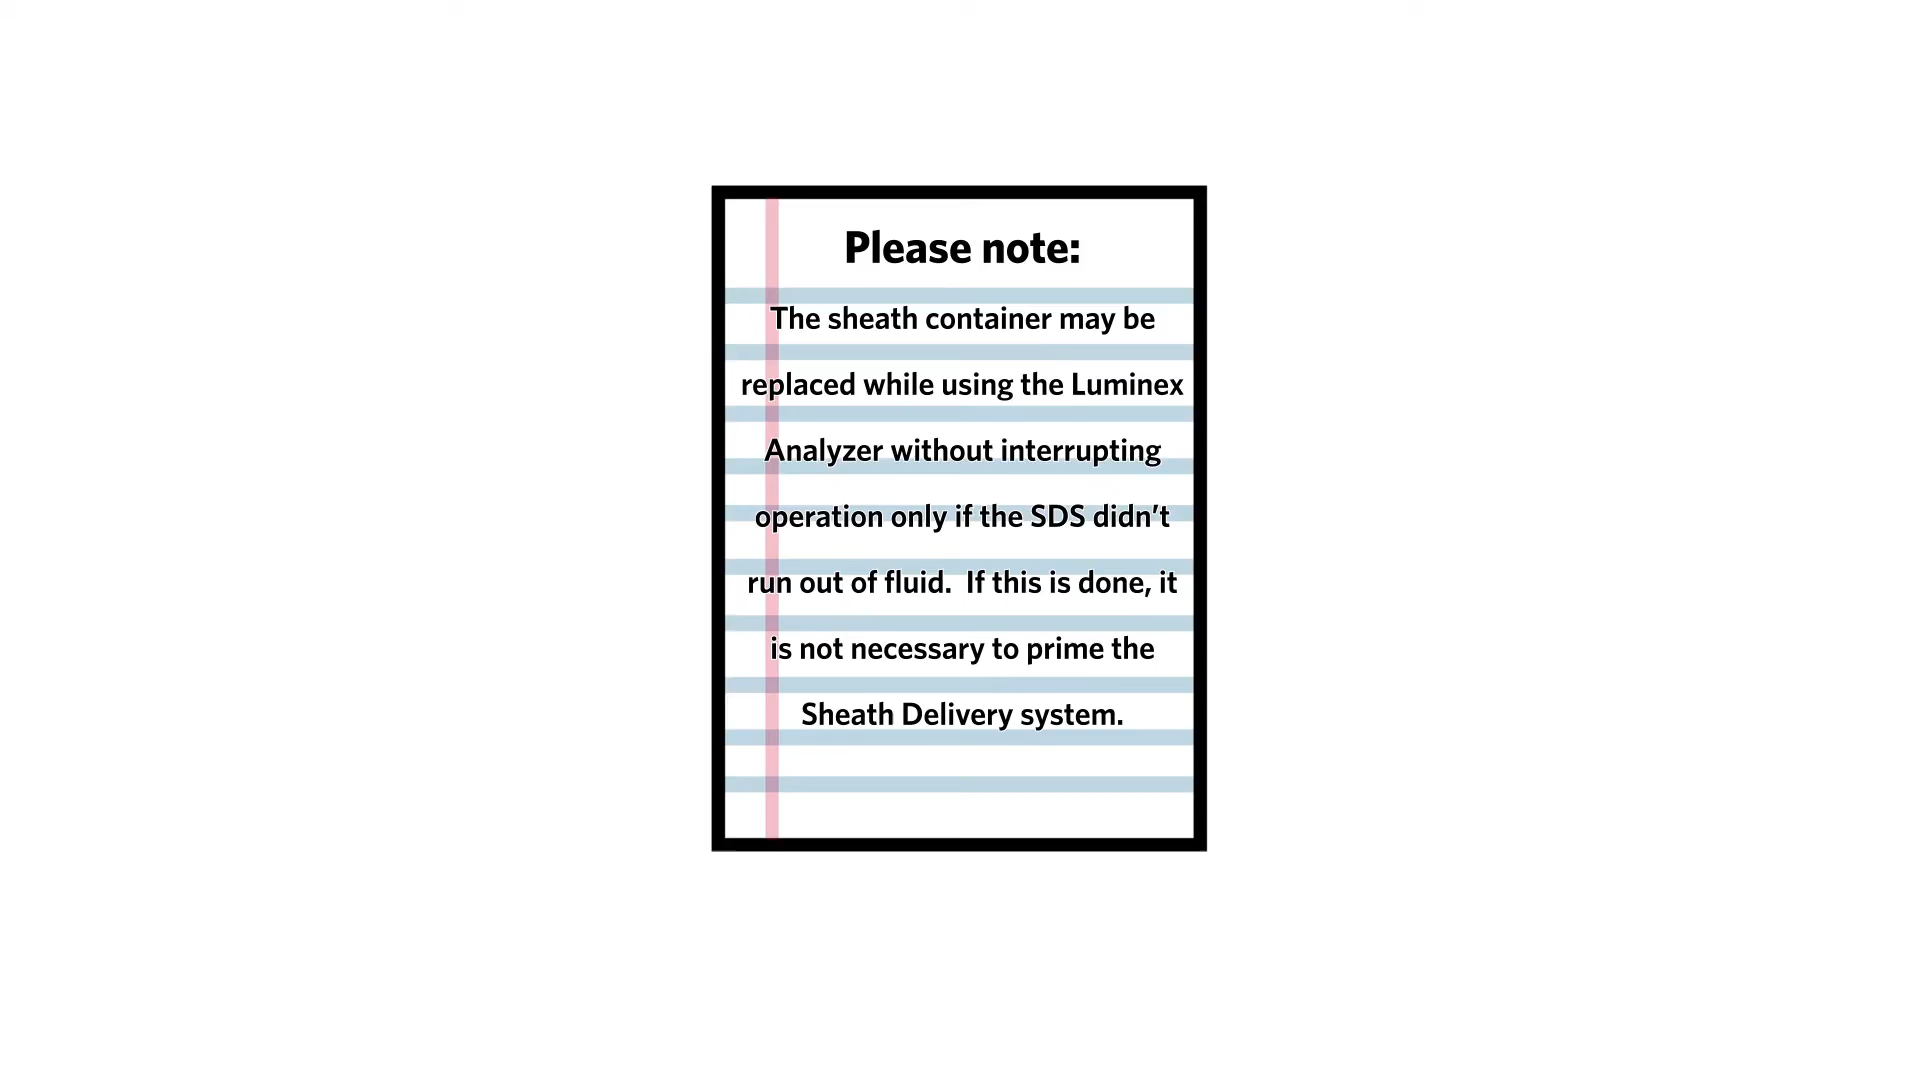 Please note:
The sheath container may be
replaced while using the Luminex
Analyzer without interrupting
operation only if the SDS didn’t
run out of fluid.  If this is done, it
is not necessary to prime the
Sheath Delivery system.